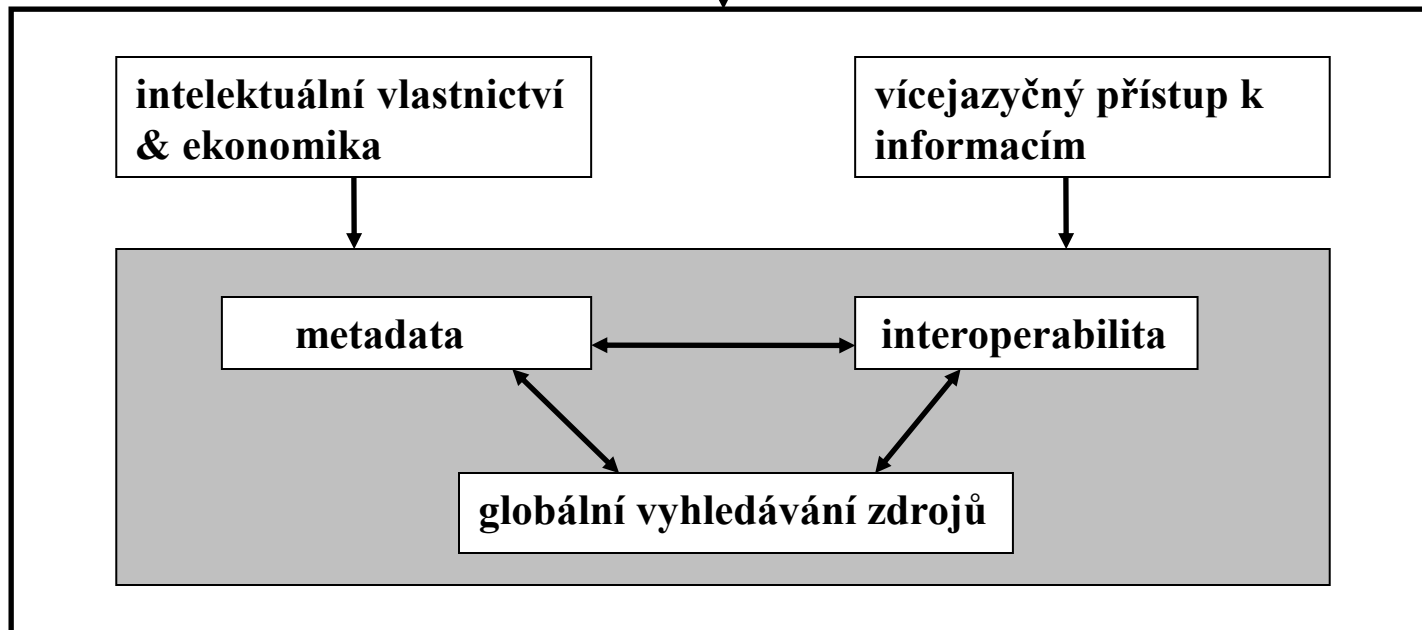 intelektuální vlastnictví
& ekonomika
vícejazyčný přístup k
informacím
metadata
interoperabilita
globální vyhledávání zdrojů